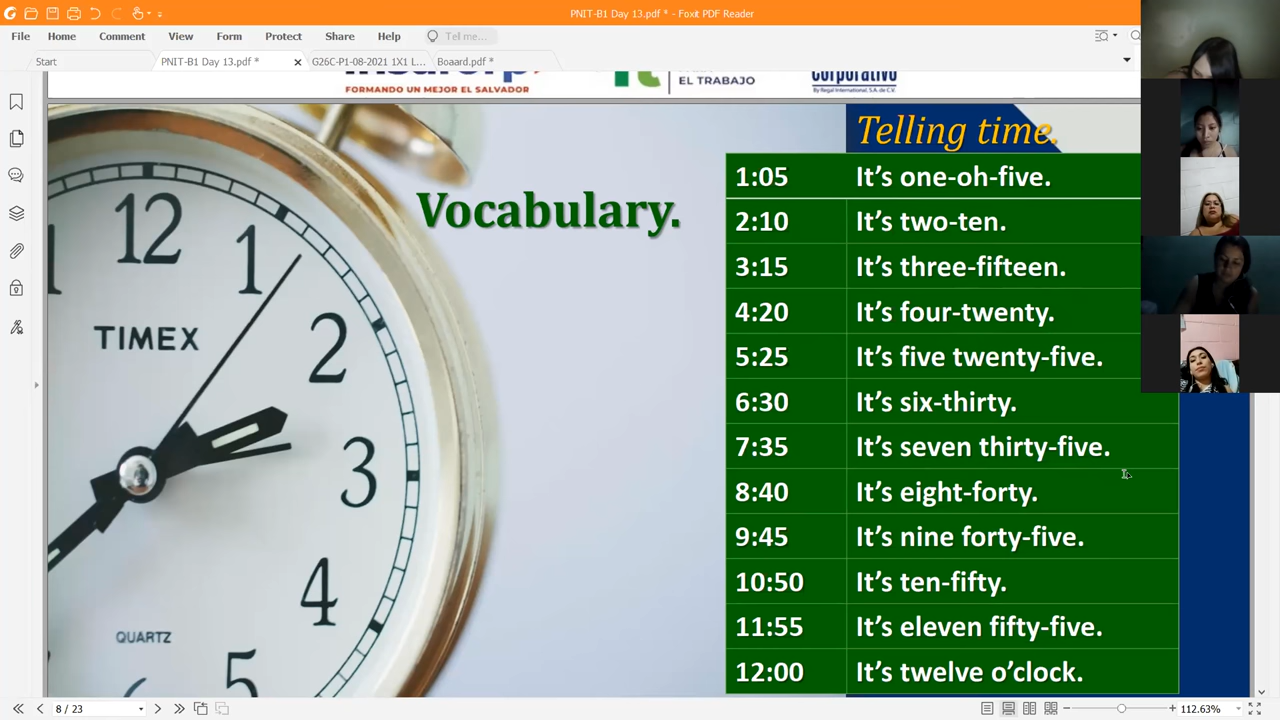 PNIT-B1 Day 13.pdf * - Foxit PDF Reader
File Home Comment View Form Protect Share Help Tell me...
Start PNIT-B1 Day 13.pdf * G26C-P1-08-2021 1X1 L... Boaard.pdf *
FORMANDO UN MEJOR EL SALVADOR
EL TRABAJO
Corporativo
By Regal International, S.A. de C.V.
Telling time.
Vocabulary.
1:05 It's one-oh-five.
2:10 It's two-ten.
3:15 It's three-fifteen.
4:20 It's four-twenty.
5:25 It's five twenty-five.
6:30 It's six-thirty.
7:35 It's seven thirty-five.
8:40 It's eight-forty.
9:45 It's nine forty-five.
10:50 It's ten-fifty.
11:55 It's eleven fifty-five.
12:00 It's twelve o'clock.
12
1
2
3
4
5
TIMEX
QUARTZ
8 / 23
112.63%